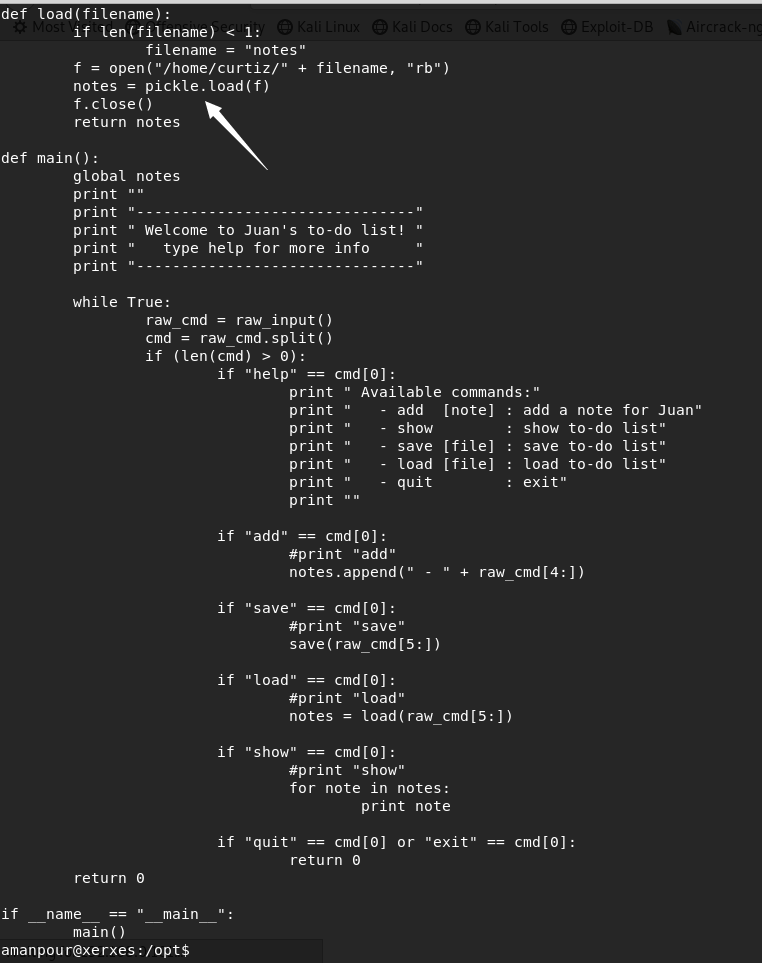 def load(filename):
        if len(filename) < 1:
                filename = "notes"
        f = open("/home/curtiz/" + filename, "rb")
        notes = pickle.load(f)
        f.close()
        return notes

def main():
        global notes
        print ""
        print "-------------------------------"
        print " Welcome to Juan's to-do list! "
        print "   type help for more info     "
        print "-------------------------------"

        while True:
                raw_cmd = raw_input()
                cmd = raw_cmd.split()
                if (len(cmd) > 0):
                        if "help" == cmd[0]:
                                print " Available commands:"
                                print "   - add  [note] : add a note for Juan"
                                print "   - show        : show to-do list"
                                print "   - save [file] : save to-do list"
                                print "   - load [file] : load to-do list"
                                print "   - quit        : exit"
                                print ""

                        if "add" == cmd[0]:
                                #print "add"
                                notes.append(" - " + raw_cmd[4:])

                        if "save" == cmd[0]:
                                #print "save"
                                save(raw_cmd[5:])

                        if "load" == cmd[0]:
                                #print "load"
                                notes = load(raw_cmd[5:])

                        if "show" == cmd[0]:
                                #print "show"
                                for note in notes:
                                        print note

                        if "quit" == cmd[0] or "exit" == cmd[0]:
                                return 0
        return 0

if __name__ == "__main__":
        main()
amanpour@xerxes:/opt$
Most Visited Offensive Security Kali Linux Kali Docs Kali Tools Exploit-DB Aircrack-ng